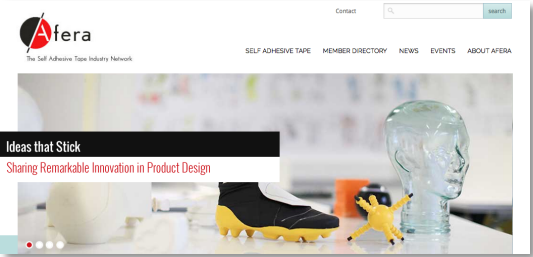 Contact
search
Afera
The Self Adhesive Tape Industry Network
SELF ADHESIVE TAPE MEMBER DIRECTORY NEWS EVENTS ABOUT AFERA
Ideas that Stick
Sharing Remarkable Innovation in Product Design